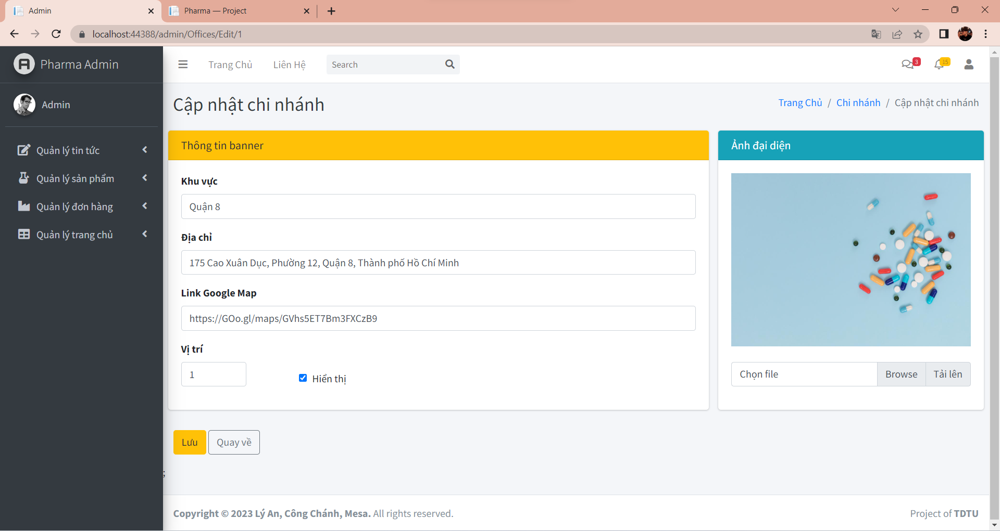 Admin
Pharma — Project
localhost:44388/admin/Offices/Edit/1
Pharma Admin
Trang Chủ
Liên Hệ
Search
3
15
Admin
Cập nhật chi nhánh
Trang Chủ / Chi nhánh / Cập nhật chi nhánh
Quản lý tin tức
Quản lý sản phẩm
Quản lý đơn hàng
Quản lý trang chủ
Thông tin banner
Khu vực
Quận 8
Địa chỉ
175 Cao Xuân Dục, Phường 12, Quận 8, Thành phố Hồ Chí Minh
Link Google Map
https://GOo.gl/maps/GVhs5ET7Bm3FXCzB9
Vị trí
1
Hiển thị
Ảnh đại diện
Chọn file
Browse
Tải lên
Lưu
Quay về
;
Copyright © 2023 Lý An, Công Chánh, Mesa. All rights reserved.
Project of TDTU